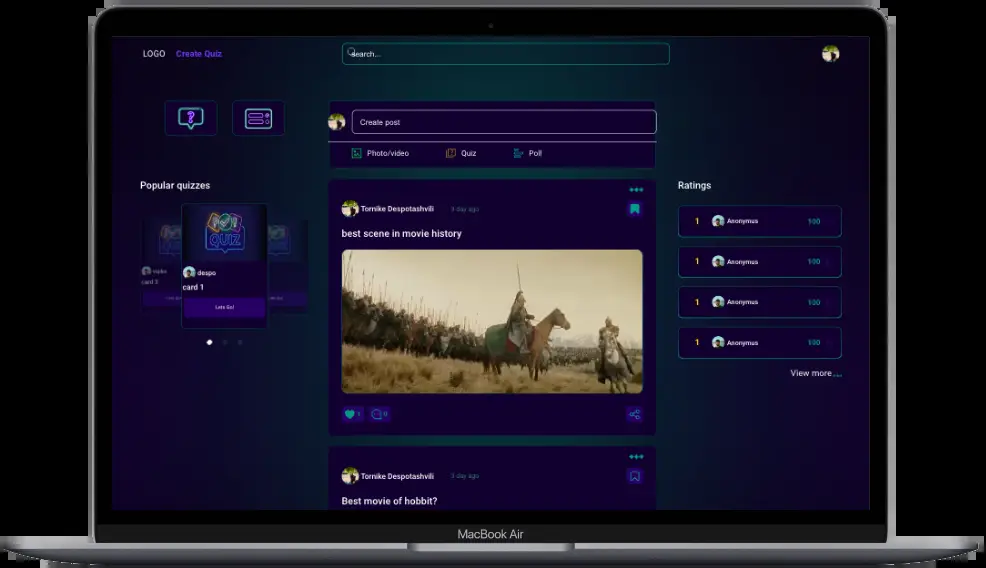 LOGO Create Quiz
search...
Create post
Photo/video Quiz Poll
Popular quizzes
QUIZ
despo
card 1
Lets Go!
card 3
Tornike Despotashvili 3 day ago
best scene in movie history
1 0
Ratings
1 Anonymus 100
1 Anonymus 100
1 Anonymus 100
1 Anonymus 100
View more...
Tornike Despotashvili 3 day ago
Best movie of hobbit?
MacBook Air